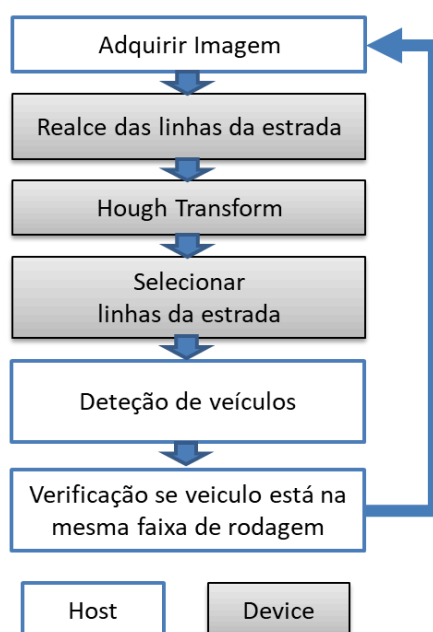 Adquirir Imagem
Realce das linhas da estrada
Hough Transform
Selecionar
linhas da estrada
Deteção de veículos
Verificação se veiculo está na
mesma faixa de rodagem
Host
Device